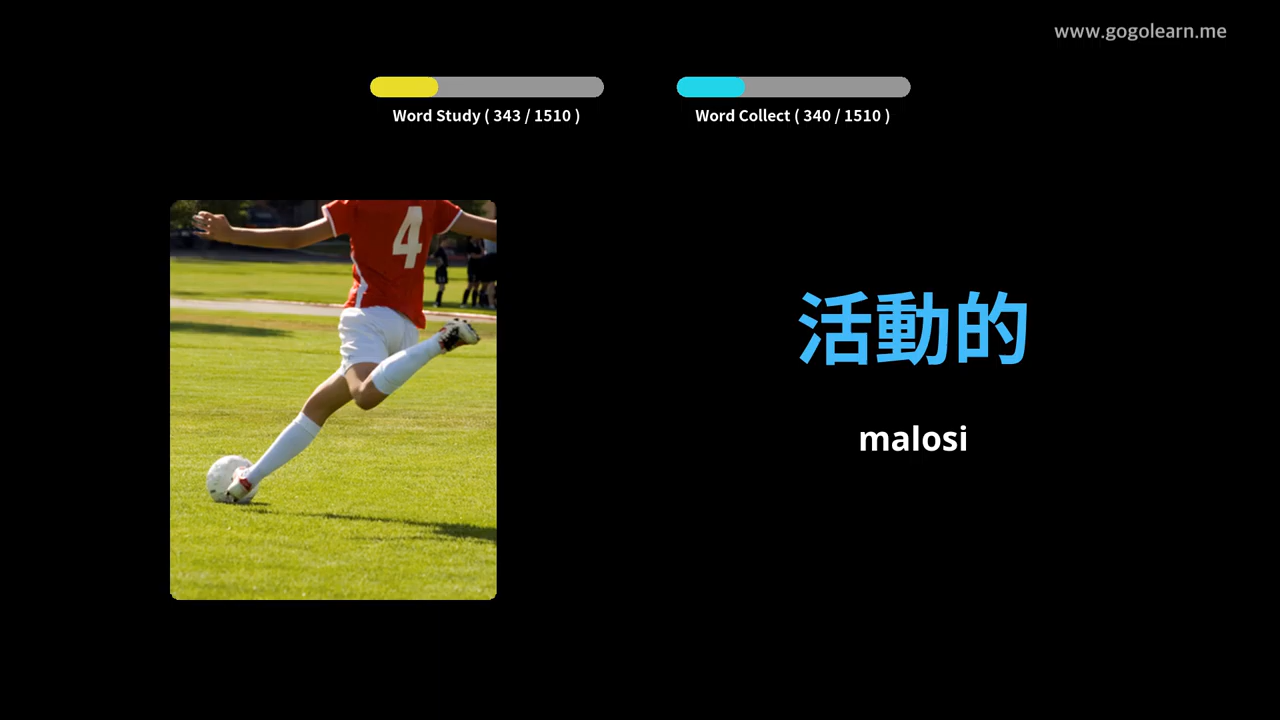 www.gogolearn.me
Word Study ( 343 / 1510 )
Word Collect ( 340 / 1510 )
4
活動的
malosi